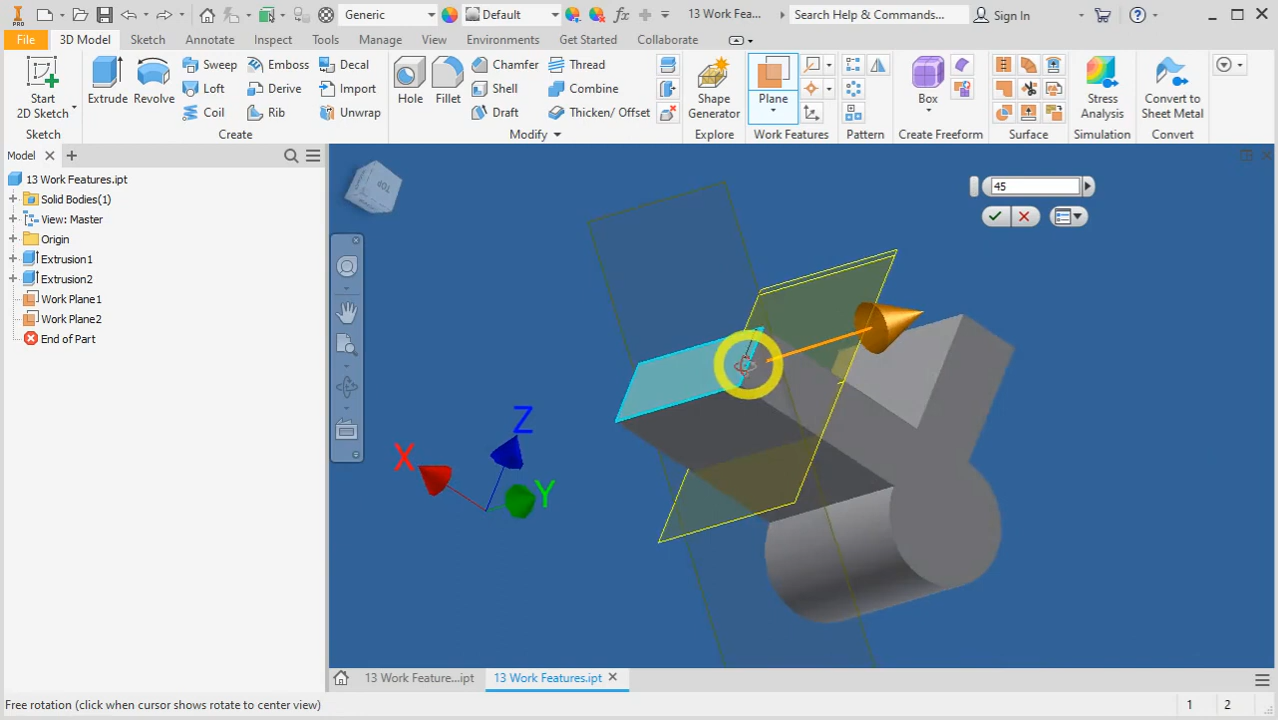 PRO
Generic
Default
13 Work Fea...
Search Help & Commands...
Sign In
File
3D Model
Sketch
Annotate
Inspect
Tools
Manage
View
Environments
Get Started
Collaborate
Start
2D Sketch
Sketch
Extrude
Revolve
Sweep
Loft
Coil
Emboss
Derive
Rib
Decal
Import
Unwrap
Create
Hole
Fillet
Chamfer
Shell
Draft
Thread
Combine
Thicken/ Offset
Modify
Shape
Generator
Explore
Plane
Work Features
Pattern
Box
Create Freeform
Surface
Stress
Analysis
Simulation
Convert to
Sheet Metal
Convert
Model
13 Work Features.ipt
Solid Bodies(1)
View: Master
Origin
Extrusion1
Extrusion2
Work Plane1
Work Plane2
End of Part
TOP
45
X
Z
Y
13 Work Feature...ipt
13 Work Features.ipt
Free rotation (click when cursor shows rotate to center view)
1
2